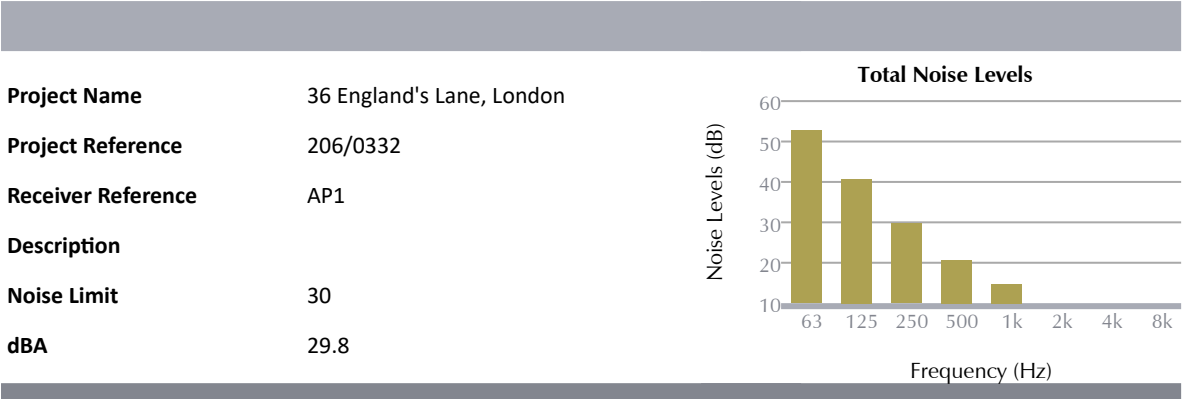 Project Name 36 England's Lane, London
Project Reference 206/0332
Receiver Reference AP1
Description
Noise Limit 30
dBA 29.8
Total Noise Levels
Noise Levels (dB)
60
50
40
30
20
10
63 125 250 500 1k 2k 4k 8k
Frequency (Hz)